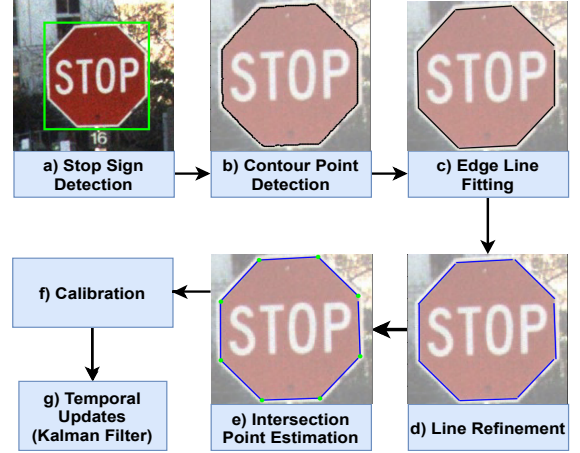 STOP
16
a) Stop Sign
Detection
STOP
b) Contour Point
Detection
STOP
c) Edge Line
Fitting
STOP
d) Line Refinement
STOP
e) Intersection
Point Estimation
f) Calibration
g) Temporal
Updates
(Kalman Filter)